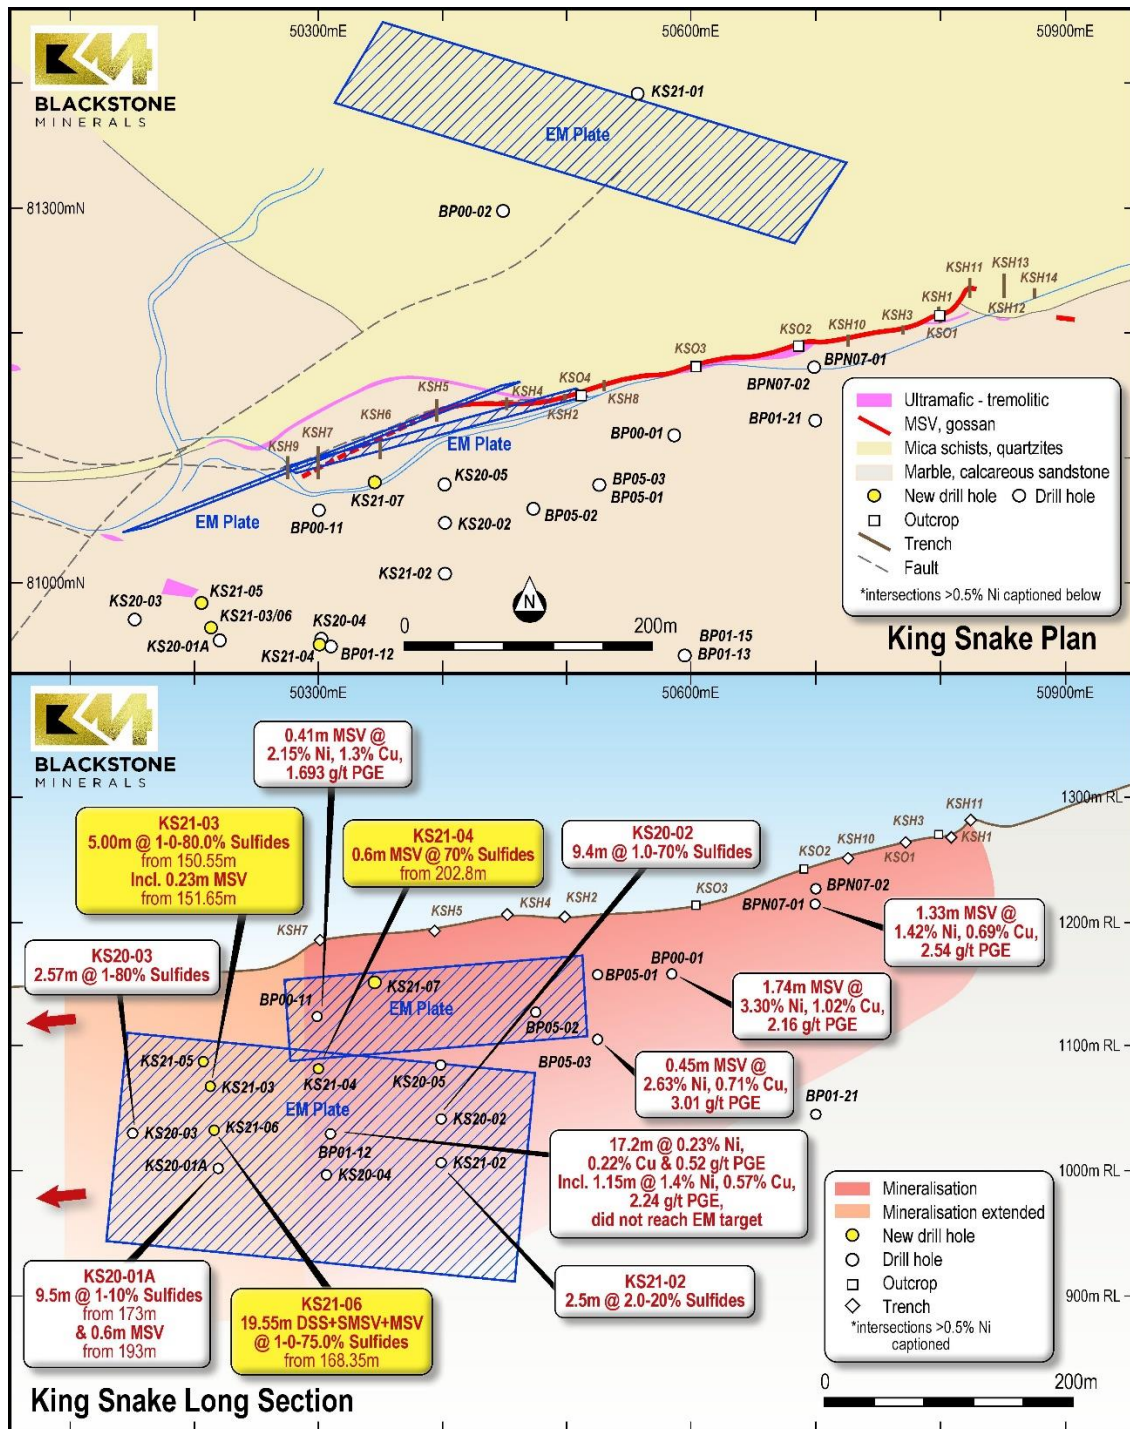 50300mE
50600mE
50900mE
BLACKSTONE
MINERALS
KS21-01
EM Plate
81300mN
BP00-02
KSH11
KSH13
KSH14
KSH1
KSH12
KSO2
KSH3
KSH10
KSO1
KSO3
BPN07-01
KSO4
KSH5
KSH4
BPN07-02
KSH6
KSH2
KSH8
KSH7
KSH9
EM Plate
BP00-01
BP01-21
KS20-05
BP05-03
BP05-01
KS21-07
BP05-02
EM Plate
BP00-11
KS20-02
KS21-02
81000mN
KS21-05
KS20-03
KS21-03/06
KS20-01A
KS20-04
KS21-04
BP01-12
N
0
200m
BP01-15
BP01-13
Ultramafic - tremolitic
MSV, gossan
Mica schists, quartzites
Marble, calcareous sandstone
New drill hole
Drill hole
Outcrop
Trench
Fault
*intersections >0.5% Ni captioned below
King Snake Plan
50300mE
50600mE
50900mE
BLACKSTONE
MINERALS
0.41m MSV @
2.15% Ni, 1.3% Cu,
1.693 g/t PGE
KS21-03
5.00m @ 1-0-80.0% Sulfides
from 150.55m
Incl. 0.23m MSV
from 151.65m
KS21-04
0.6m MSV @ 70% Sulfides
from 202.8m
KS20-02
9.4m @ 1.0-70% Sulfides
1300m RL
KSH11
KSH3
KSH10
KSH1
KSO2
KSO1
KSO3
KSH2
KSH4
KSH5
KSH7
1200m RL
BPN07-02
BPN07-01
1.33m MSV @
1.42% Ni, 0.69% Cu,
2.54 g/t PGE
KS20-03
2.57m @ 1-80% Sulfides
BP00-01
BP05-01
KS21-07
BP00-11
EM Plate
BP05-02
1.74m MSV @
3.30% Ni, 1.02% Cu,
2.16 g/t PGE
1100m RL
BP05-03
KS21-05
KS21-03
KS21-04
KS20-05
0.45m MSV @
2.63% Ni, 0.71% Cu,
3.01 g/t PGE
BP01-21
EM Plate
KS20-02
KS20-03
KS21-06
BP01-12
KS20-01A
KS20-04
KS21-02
17.2m @ 0.23% Ni,
0.22% Cu & 0.52 g/t PGE
Incl. 1.15m @ 1.4% Ni, 0.57% Cu,
2.24 g/t PGE,
did not reach EM target
1000m RL
Mineralisation
Mineralisation extended
New drill hole
Drill hole
Outcrop
Trench
*intersections >0.5% Ni
captioned
KS20-01A
9.5m @ 1-10% Sulfides
from 173m
& 0.6m MSV
from 193m
KS21-06
19.55m DSS+SMSV+MSV
@ 1-0-75.0% Sulfides
from 168.35m
KS21-02
2.5m @ 2.0-20% Sulfides
900m RL
0
200m
King Snake Long Section